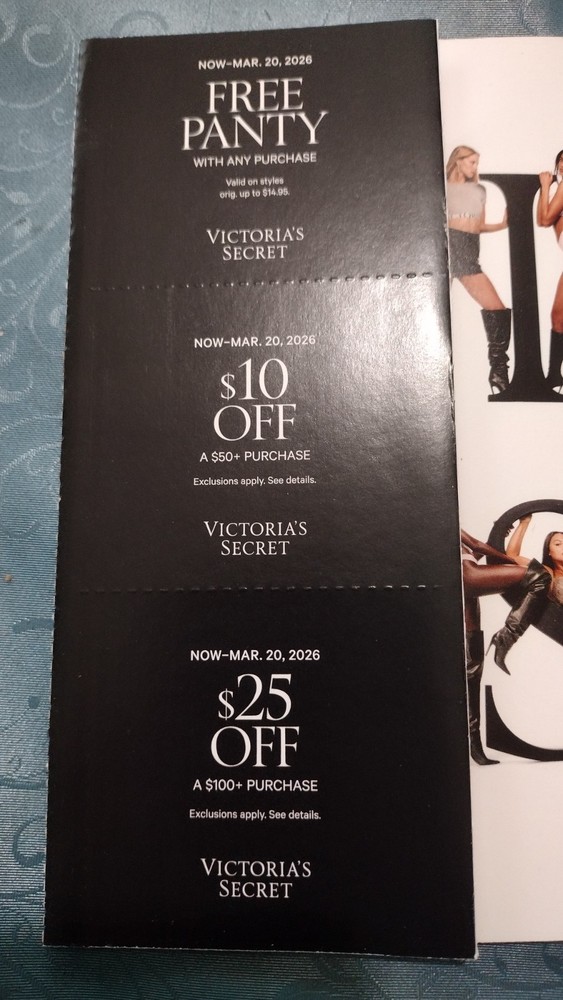 NOW–MAR. 20, 2026
FREE
PANTY
WITH ANY PURCHASE
Valid on styles
orig. up to $14.95.
VICTORIA'S
SECRET
NOW–MAR. 20, 2026
$10
OFF
A $50+ PURCHASE
Exclusions apply. See details.
VICTORIA'S
SECRET
NOW–MAR. 20, 2026
$25
OFF
A $100+ PURCHASE
Exclusions apply. See details.
VICTORIA'S
SECRET